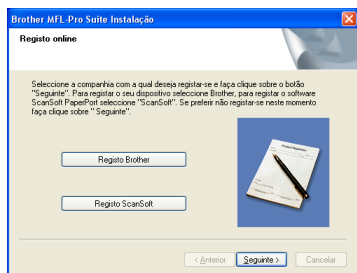 Brother MFL-Pro Suite Instalação
Registo online
Seleccione a companhia com a qual deseja registar-se e faça clique sobre o botão
"Seguinte". Para registar o seu dispositivo seleccione Brother, para registar o software
ScanSoft PaperPort seleccione "ScanSoft". Se preferir não registar-se neste momento
faça clique sobre " Seguinte".
Registo Brother
Registo ScanSoft
< Anterior
Seguinte >
Cancelar